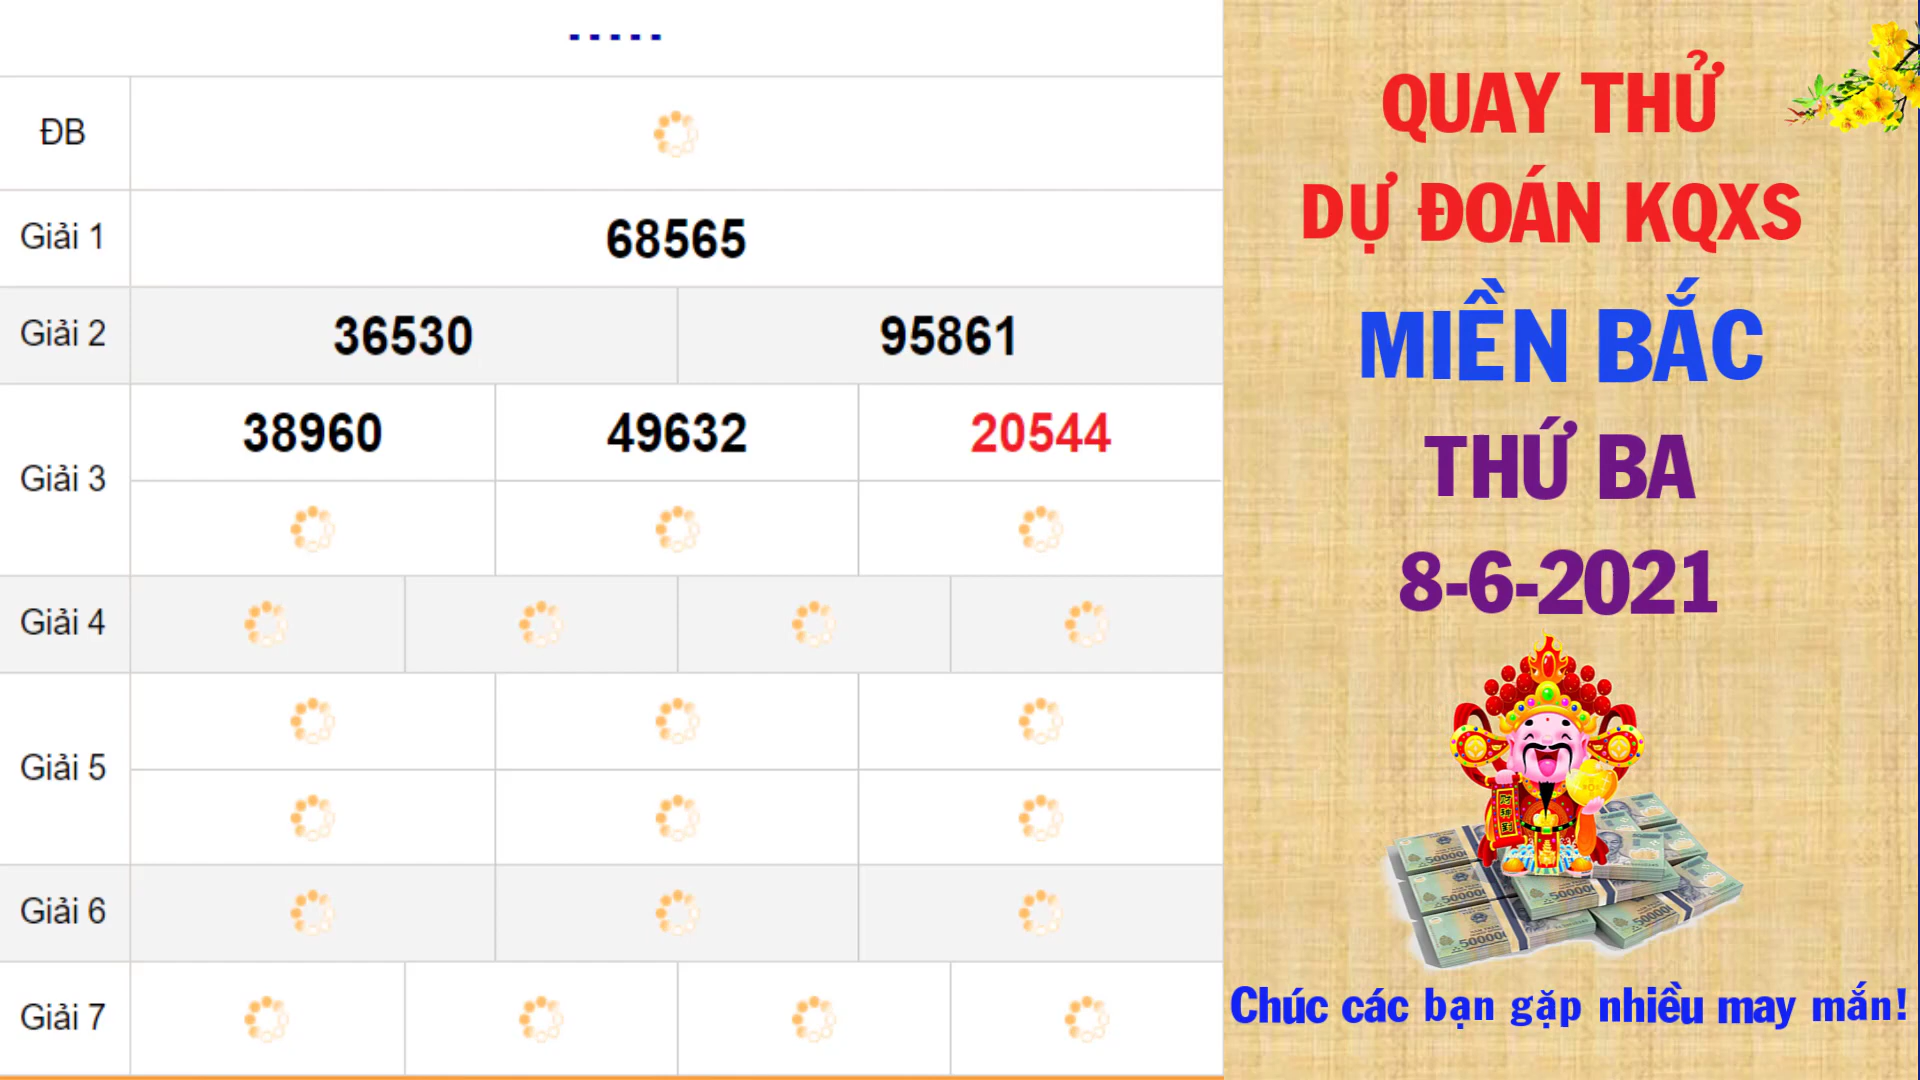 -----
ĐB
Giải 1
68565
Giải 2
36530 95861
Giải 3
38960 49632 20544
Giải 4
Giải 5
Giải 6
Giải 7
QUAY THỬ
DỰ ĐOÁN KQXS
MIỀN BẮC
THỨ BA
8-6-2021
Chúc các bạn gặp nhiều may mắn!